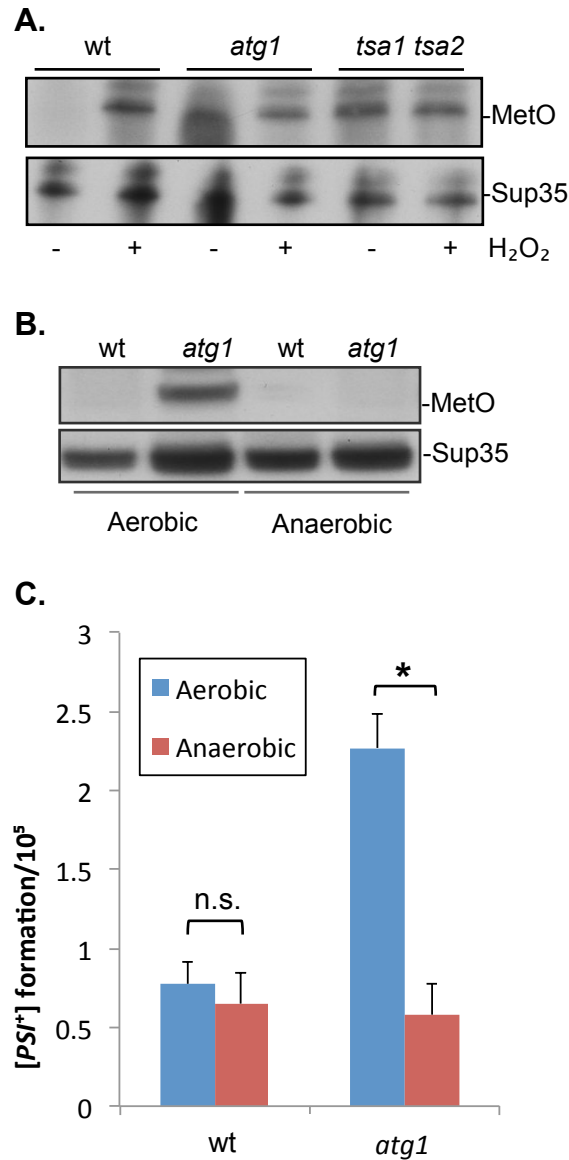 A.
wt atg1 tsa1 tsa2
-MetO
-Sup35
- + - + - + H₂O₂
B.
wt atg1 wt atg1
-MetO
-Sup35
Aerobic Anaerobic
C.
[PSI⁺] formation/10⁵
3
2.5
2
1.5
1
0.5
0
Aerobic
Anaerobic
*
n.s.
wt atg1